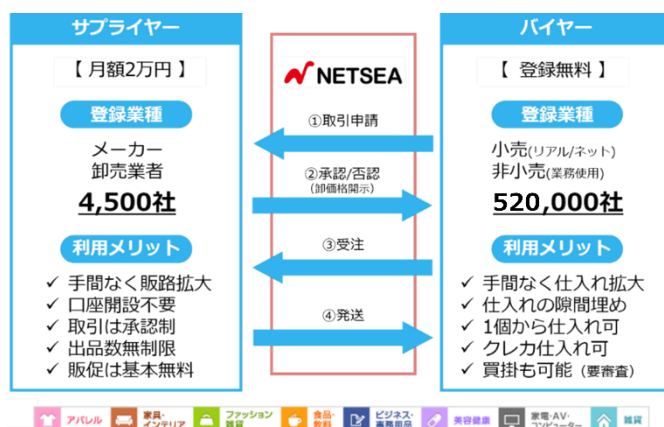 サプライヤー
【 月額2万円 】
登録業種
メーカー
卸売業者
4,500社
利用メリット
✓ 手間なく販路拡大
✓ 口座開設不要
✓ 取引は承認制
✓ 出品数無制限
✓ 販促は基本無料
NETSEA
①取引申請
②承認/否認
(卸価格開示)
③受注
④発送
バイヤー
【 登録無料 】
登録業種
小売(リアル/ネット)
非小売(業務使用)
520,000社
利用メリット
✓ 手間なく仕入れ拡大
✓ 仕入れの隙間埋め
✓ 1個から仕入れ可
✓ クレカ仕入れ可
✓ 買掛も可能（要審査）
アパレル
家具・
インテリア
ファッション
雑貨
食品・
飲料
ビジネス・
事務用品
美容健康
家電・AV・
コンピューター
雑貨